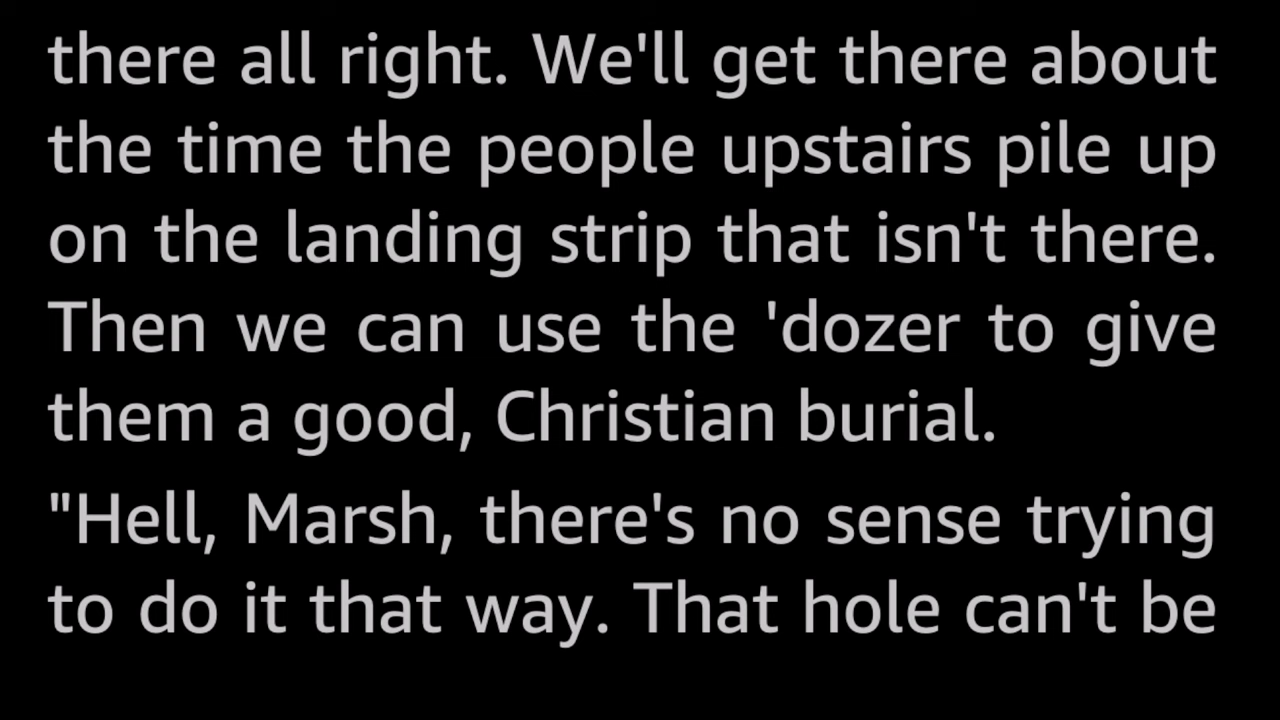 there all right. We'll get there about
the time the people upstairs pile up
on the landing strip that isn't there.
Then we can use the 'dozer to give
them a good, Christian burial.
"Hell, Marsh, there's no sense trying
to do it that way. That hole can't be